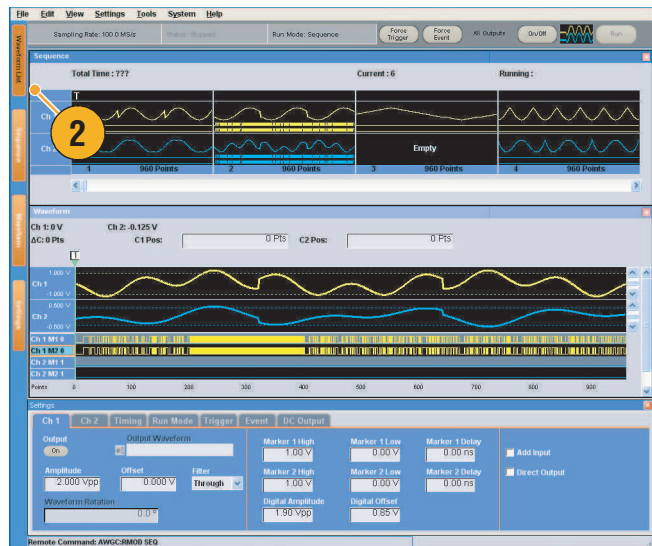 File Edit View Settings Tools System Help
Sampling Rate: 100.0 MS/s Status: Stopped Run Mode: Sequence Force Trigger Force Event All Outputs On/Off Run
Waveform List
Sequence
Waveform
Settings
Sequence
Total Time : ??? Current : 6 Running :
T
Ch
Ch
2
Empty
1 960 Points 2 960 Points 3 960 Points 4 960 Points
Waveform
Ch 1: 0 V Ch 2: -0.125 V
ΔC: 0 Pts C1 Pos: 0 Pts C2 Pos: 0 Pts
T
1.000 V
Ch 1
-1.000 V
0.500 V
Ch 2
-0.500 V
Ch 1 M1 0
Ch 1 M2 0
Ch 2 M1 1
Ch 2 M2 1
Points 0 100 200 300 400 500 600 700 800 900
Settings
Ch 1 Ch 2 Timing Run Mode Trigger Event DC Output
Output Output Waveform Marker 1 High Marker 1 Low Marker 1 Delay
On 1.00 V 0.00 V 0.00 ns Add Input
Amplitude Offset Filter Marker 2 High Marker 2 Low Marker 2 Delay Direct Output
2.000 Vpp 0.000 V Through 1.00 V 0.00 V 0.00 ns
Waveform Rotation Digital Amplitude Digital Offset
0.0 ° 1.90 Vpp 0.85 V
Remote Command: AWGC:RMOD SEQ